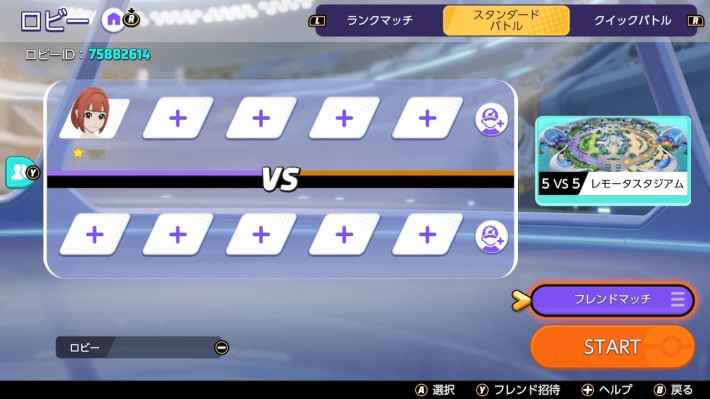 ロビー
R
L
ランクマッチ
スタンダード
バトル
クイックバトル
R
ロビーID：75882614
Y
VS
5 VS 5 レモータスタジアム
フレンドマッチ
START
ロビー
A 選択 Y フレンド招待 ヘルプ B 戻る